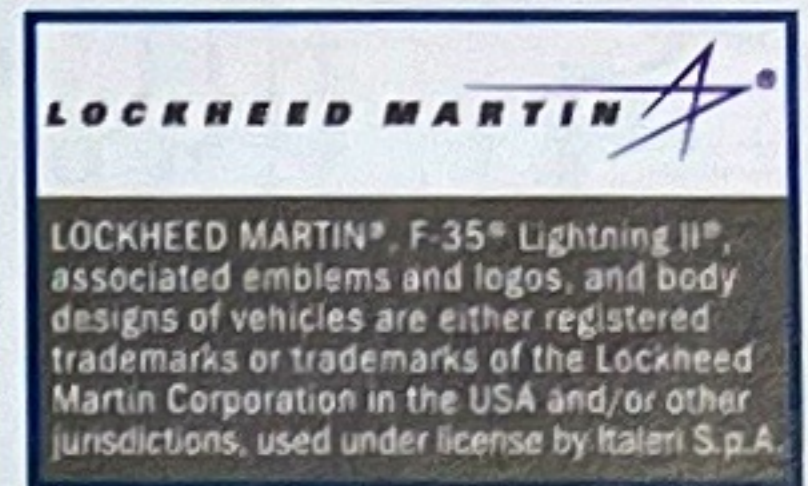 LOCKHEED MARTIN ®
LOCKHEED MARTIN®, F-35® Lightning II®,
associated emblems and logos, and body
designs of vehicles are either registered
trademarks or trademarks of the Lockheed
Martin Corporation in the USA and/or other
jurisdictions, used under license by Italeri S.p.A.